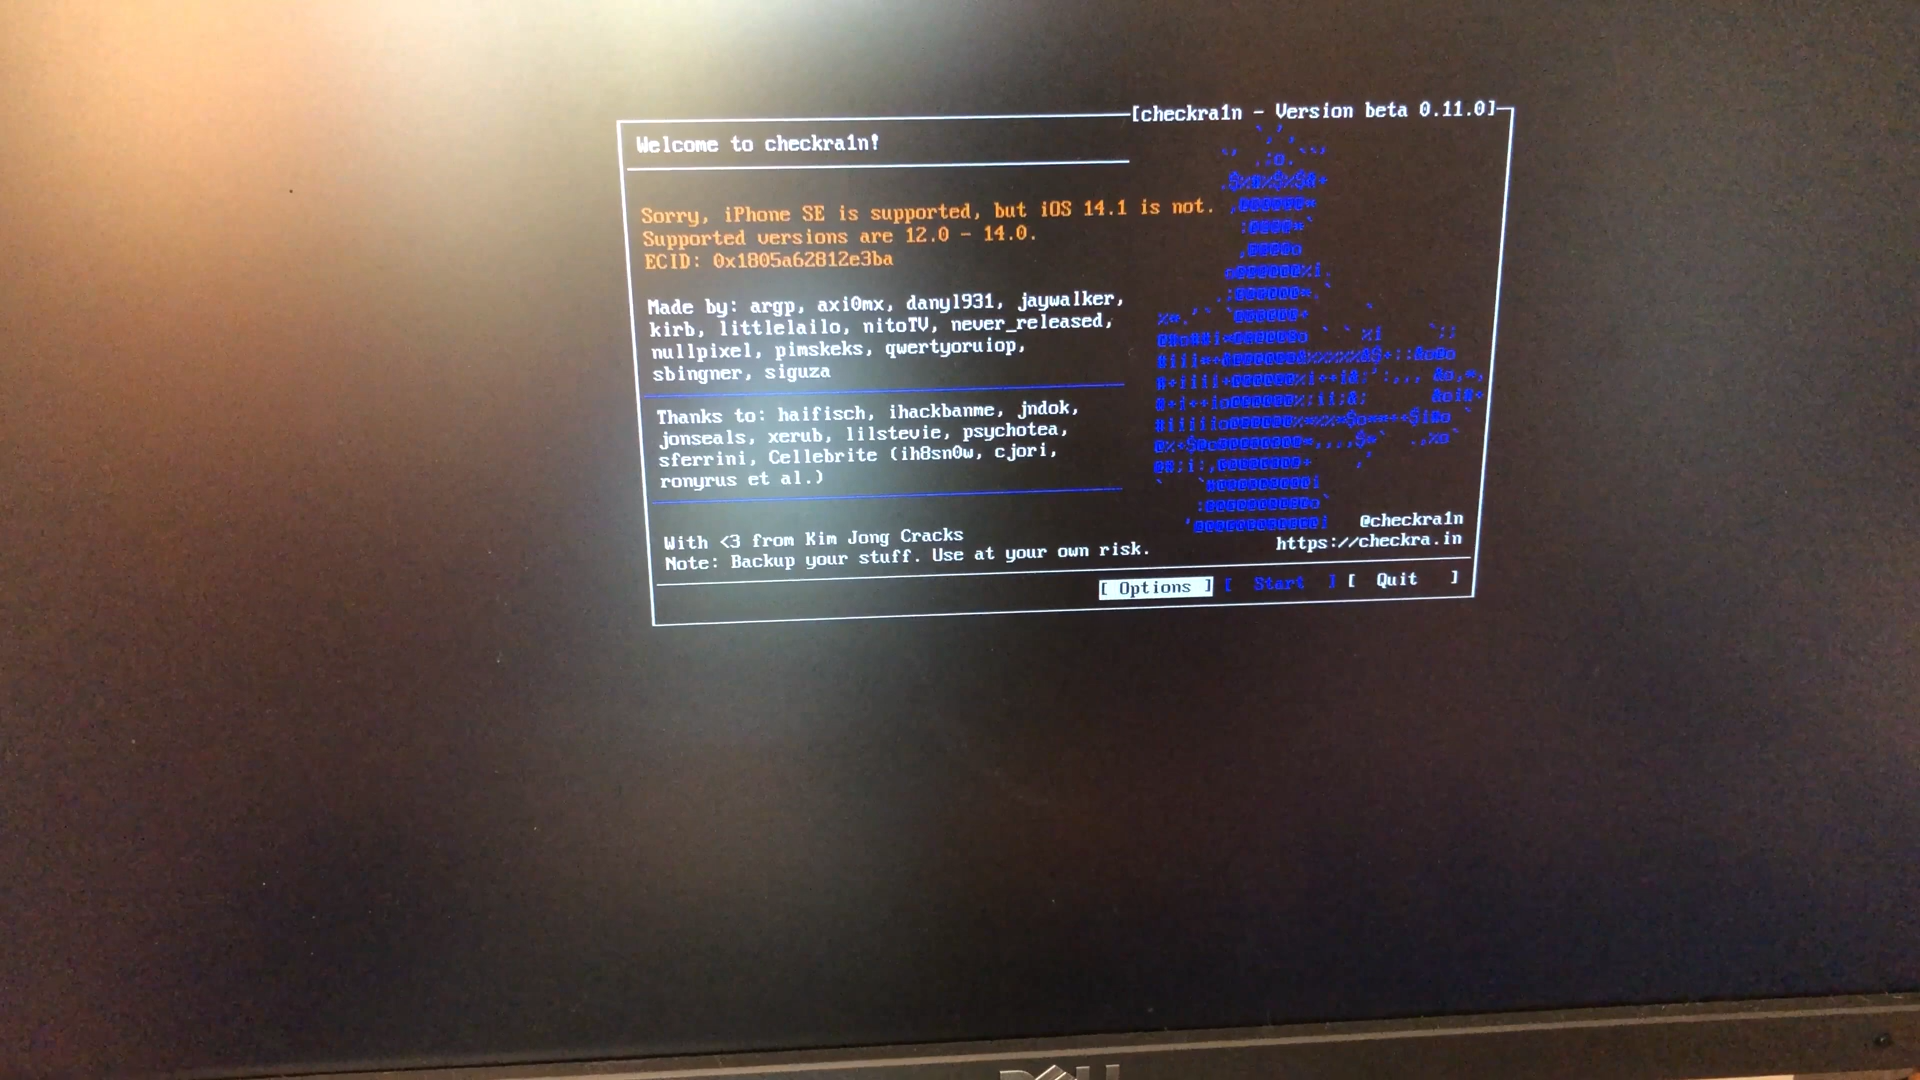 [checkra1n - Version beta 0.11.0]
Welcome to checkra1n!
Sorry, iPhone SE is supported, but iOS 14.1 is not.
Supported versions are 12.0 - 14.0.
ECID: 0x1805a62812e3ba
Made by: argp, axi0mx, danyl931, jaywalker,
kirb, littlelailo, nitoTV, never_released,
nullpixel, pimskeks, qwertyoruiop,
sbingner, siguza
Thanks to: haifisch, ihackbanme, jndok,
jonseals, xerub, lilstevie, psychotea,
sferrini, Cellebrite (ih8sn0w, cjori,
ronyrus et al.)
With <3 from Kim Jong Cracks
Note: Backup your stuff. Use at your own risk.
@checkra1n
https://checkra.in
[ Options ] [ Start ] [ Quit ]
DELL